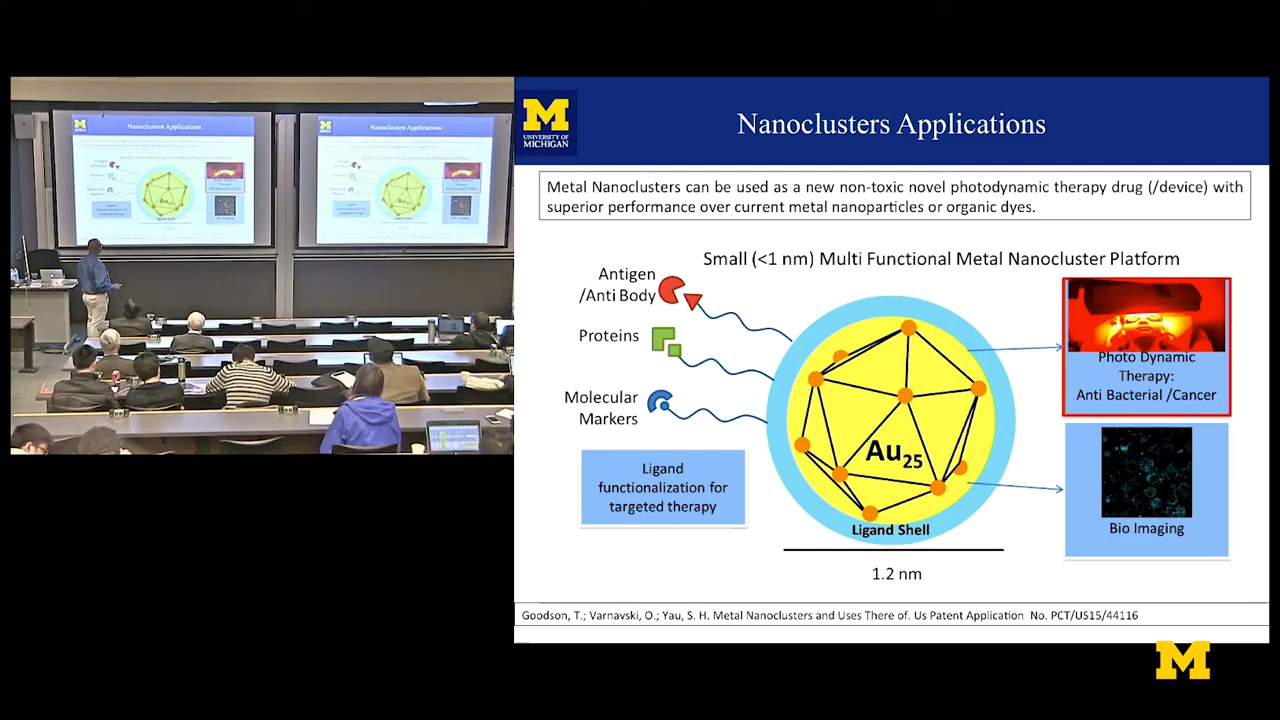 UNIVERSITY OF
MICHIGAN
Nanoclusters Applications
Metal Nanoclusters can be used as a new non-toxic novel photodynamic therapy drug (/device) with
superior performance over current metal nanoparticles or organic dyes.
Small (<1 nm) Multi Functional Metal Nanocluster Platform
Antigen
/Anti Body
Proteins
Molecular
Markers
Ligand
functionalization for
targeted therapy
Au25
Ligand Shell
1.2 nm
Photo Dynamic
Therapy:
Anti Bacterial /Cancer
Bio Imaging
Goodson, T.; Varnavski, O.; Yau, S. H. Metal Nanoclusters and Uses There of. Us Patent Application No. PCT/US15/44116
Nanoclusters Applications
Nanoclusters Applications